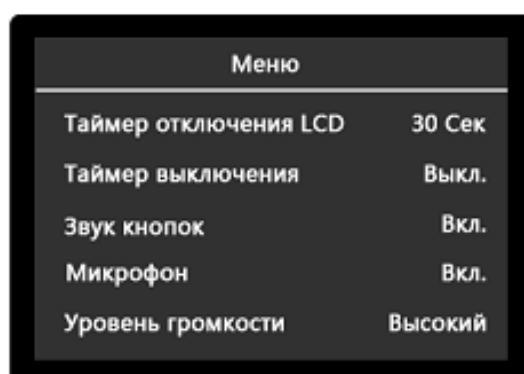 Меню
Таймер отключения LCD 30 Сек
Таймер выключения Выкл.
Звук кнопок Вкл.
Микрофон Вкл.
Уровень громкости Высокий